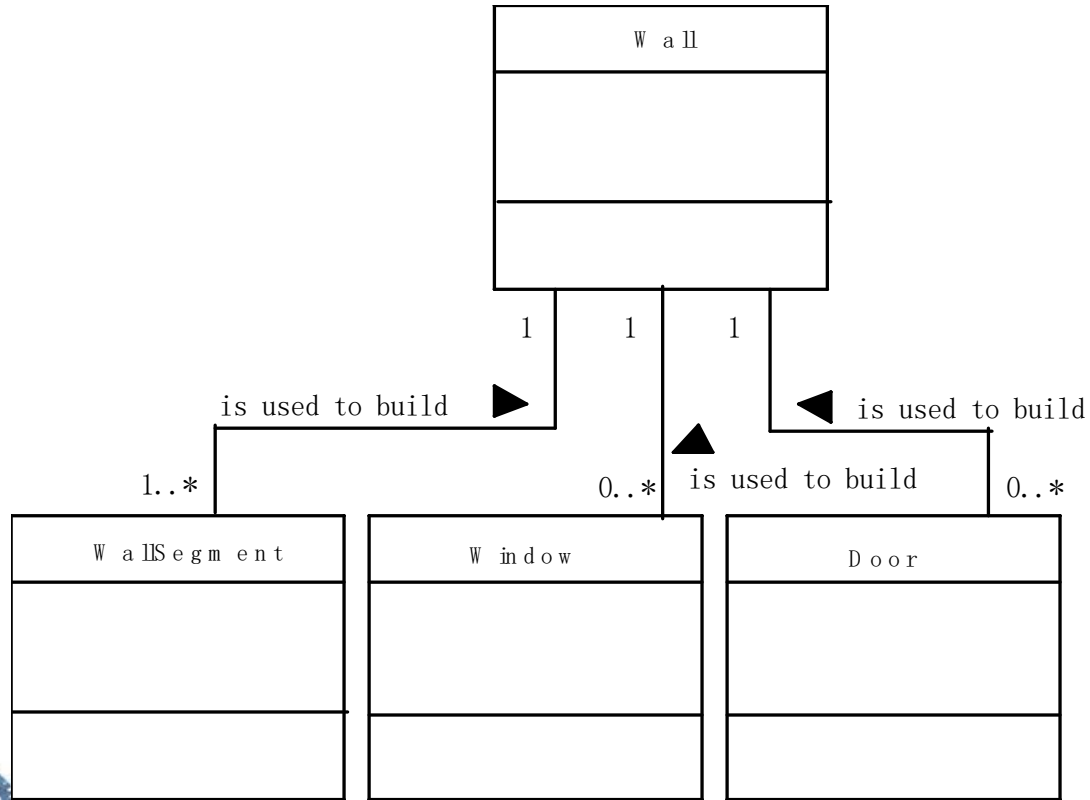 Wall
1 1 1
is used to build
is used to build
is used to build
1..*
0..*
0..*
WallSegment
Window
Door